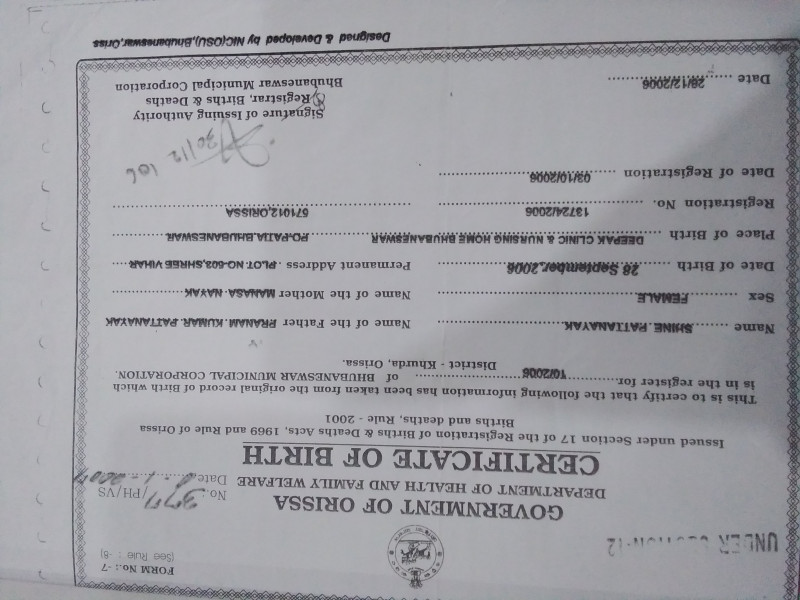 FORM No.:-7
(See Rule : -8)
UNDER SECTION-12
GOVERNMENT OF ORISSA
DEPARTMENT OF HEALTH AND FAMILY WELFARE
No.: 377/PH/VS
CERTIFICATE OF BIRTH
Date
Issued under Section 17 of the Registration of Births & Deaths Acts, 1969 and Rule of Orissa
Births and deaths, Rule - 2001
This is to certify that the following information has been taken from the original record of Birth which
is in the register for 10/2006 of BHUBANESWAR MUNICIPAL CORPORATION.
District - Khurda, Orissa.
Name SHINE. PATTANAYAK Name of the Father PRANAM. KUMAR. PATTANAYAK
Sex FEMALE Name of the Mother MANASA. NAYAK
Date of Birth 28 September,2006 Permanent Address PLOT. NO-603,SHREE VIHAR
Place of Birth DEEPAK CLINIC & NURSING HOME BHUBANESWAR PO-PATIA.BHUBANESWAR
Registration No. 13724/2006 571012,ORISSA
Date of Registration 03/10/2006
Signature of Issuing Authority
Registrar, Births & Deaths
Date 28/12/2006 Bhubaneswar Municipal Corporation
Designed & Developed by NIC(OSU),Bhubaneswar,Oriss